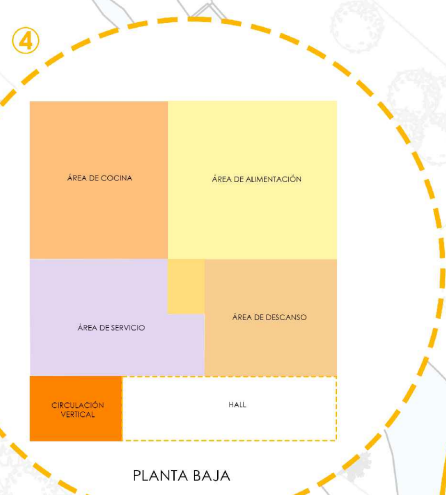 4
ÁREA DE COCINA
ÁREA DE ALIMENTACIÓN
ÁREA DE SERVICIO
ÁREA DE DESCANSO
CIRCULACIÓN
VERTICAL
HALL
PLANTA BAJA